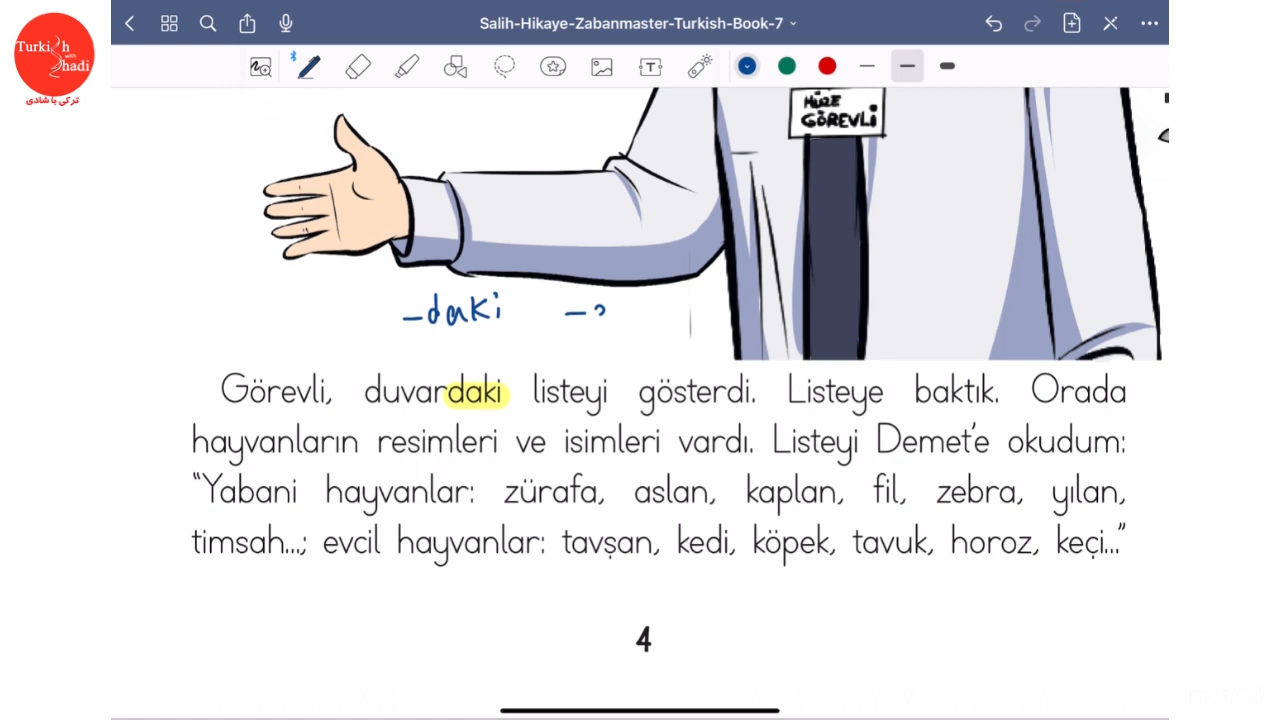 Salih-Hikaye-Zabanmaster-Turkish-Book-7
Turkish
with
Shadi
ترکی با شادی
MÜZE
GÖREVLİ
-daki
Görevli, duvardaki listeyi gösterdi. Listeye baktık. Orada
hayvanların resimleri ve isimleri vardı. Listeyi Demet'e okudum:
"Yabani hayvanlar: zürafa, aslan, kaplan, fil, zebra, yılan,
timsah...; evcil hayvanlar: tavşan, kedi, köpek, tavuk, horoz, keçi..."
4